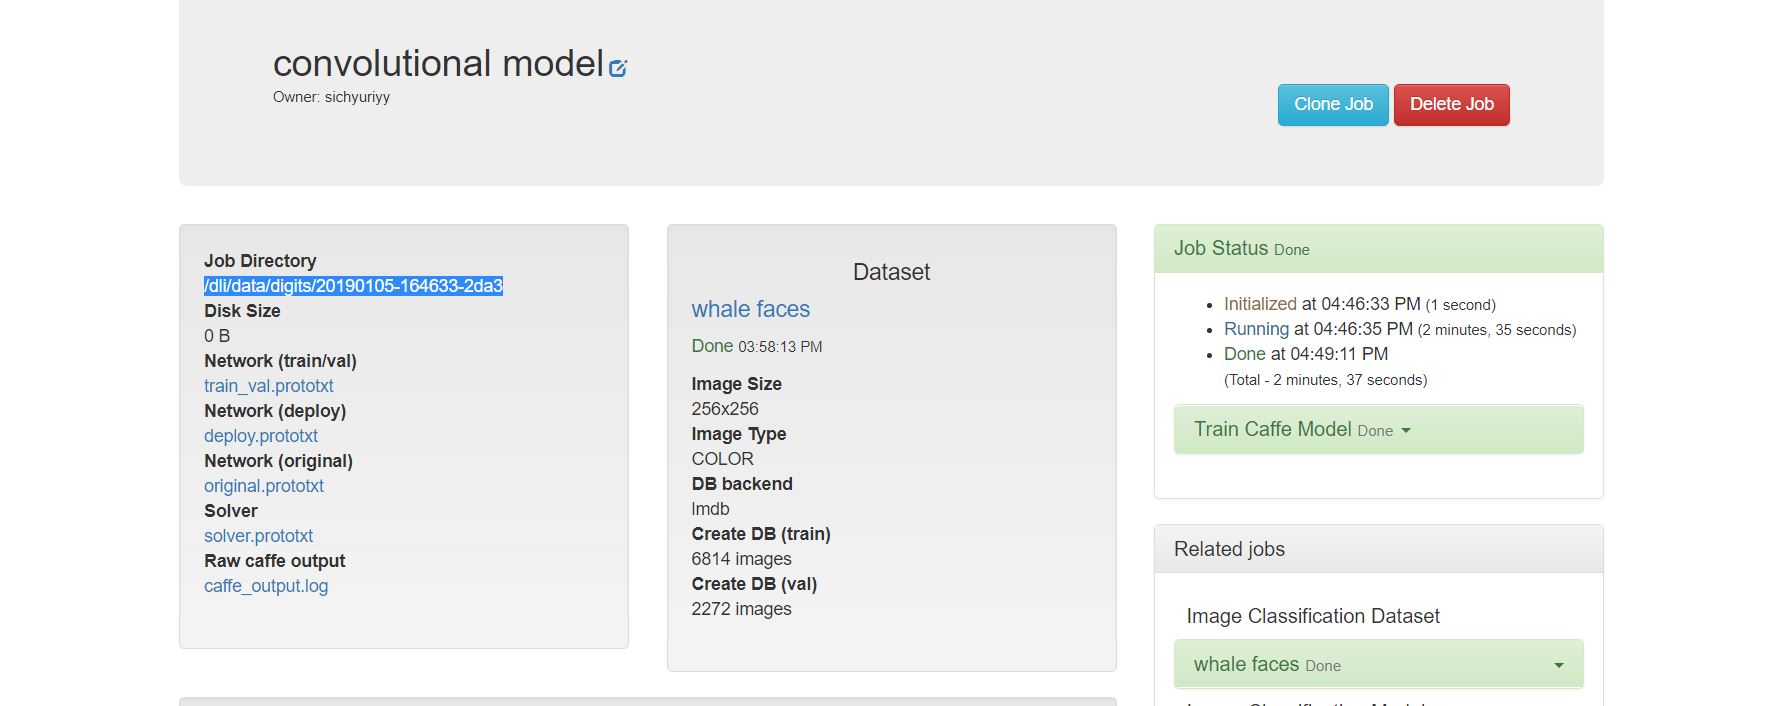 convolutional model
Owner: sichyuriyy
Clone Job
Delete Job
Job Directory
/dli/data/digits/20190105-164633-2da3
Disk Size
0 B
Network (train/val)
train_val.prototxt
Network (deploy)
deploy.prototxt
Network (original)
original.prototxt
Solver
solver.prototxt
Raw caffe output
caffe_output.log
Dataset
whale faces
Done 03:58:13 PM
Image Size
256x256
Image Type
COLOR
DB backend
lmdb
Create DB (train)
6814 images
Create DB (val)
2272 images
Job Status Done
Initialized at 04:46:33 PM (1 second)
Running at 04:46:35 PM (2 minutes, 35 seconds)
Done at 04:49:11 PM
(Total - 2 minutes, 37 seconds)
Train Caffe Model Done
Related jobs
Image Classification Dataset
whale faces Done